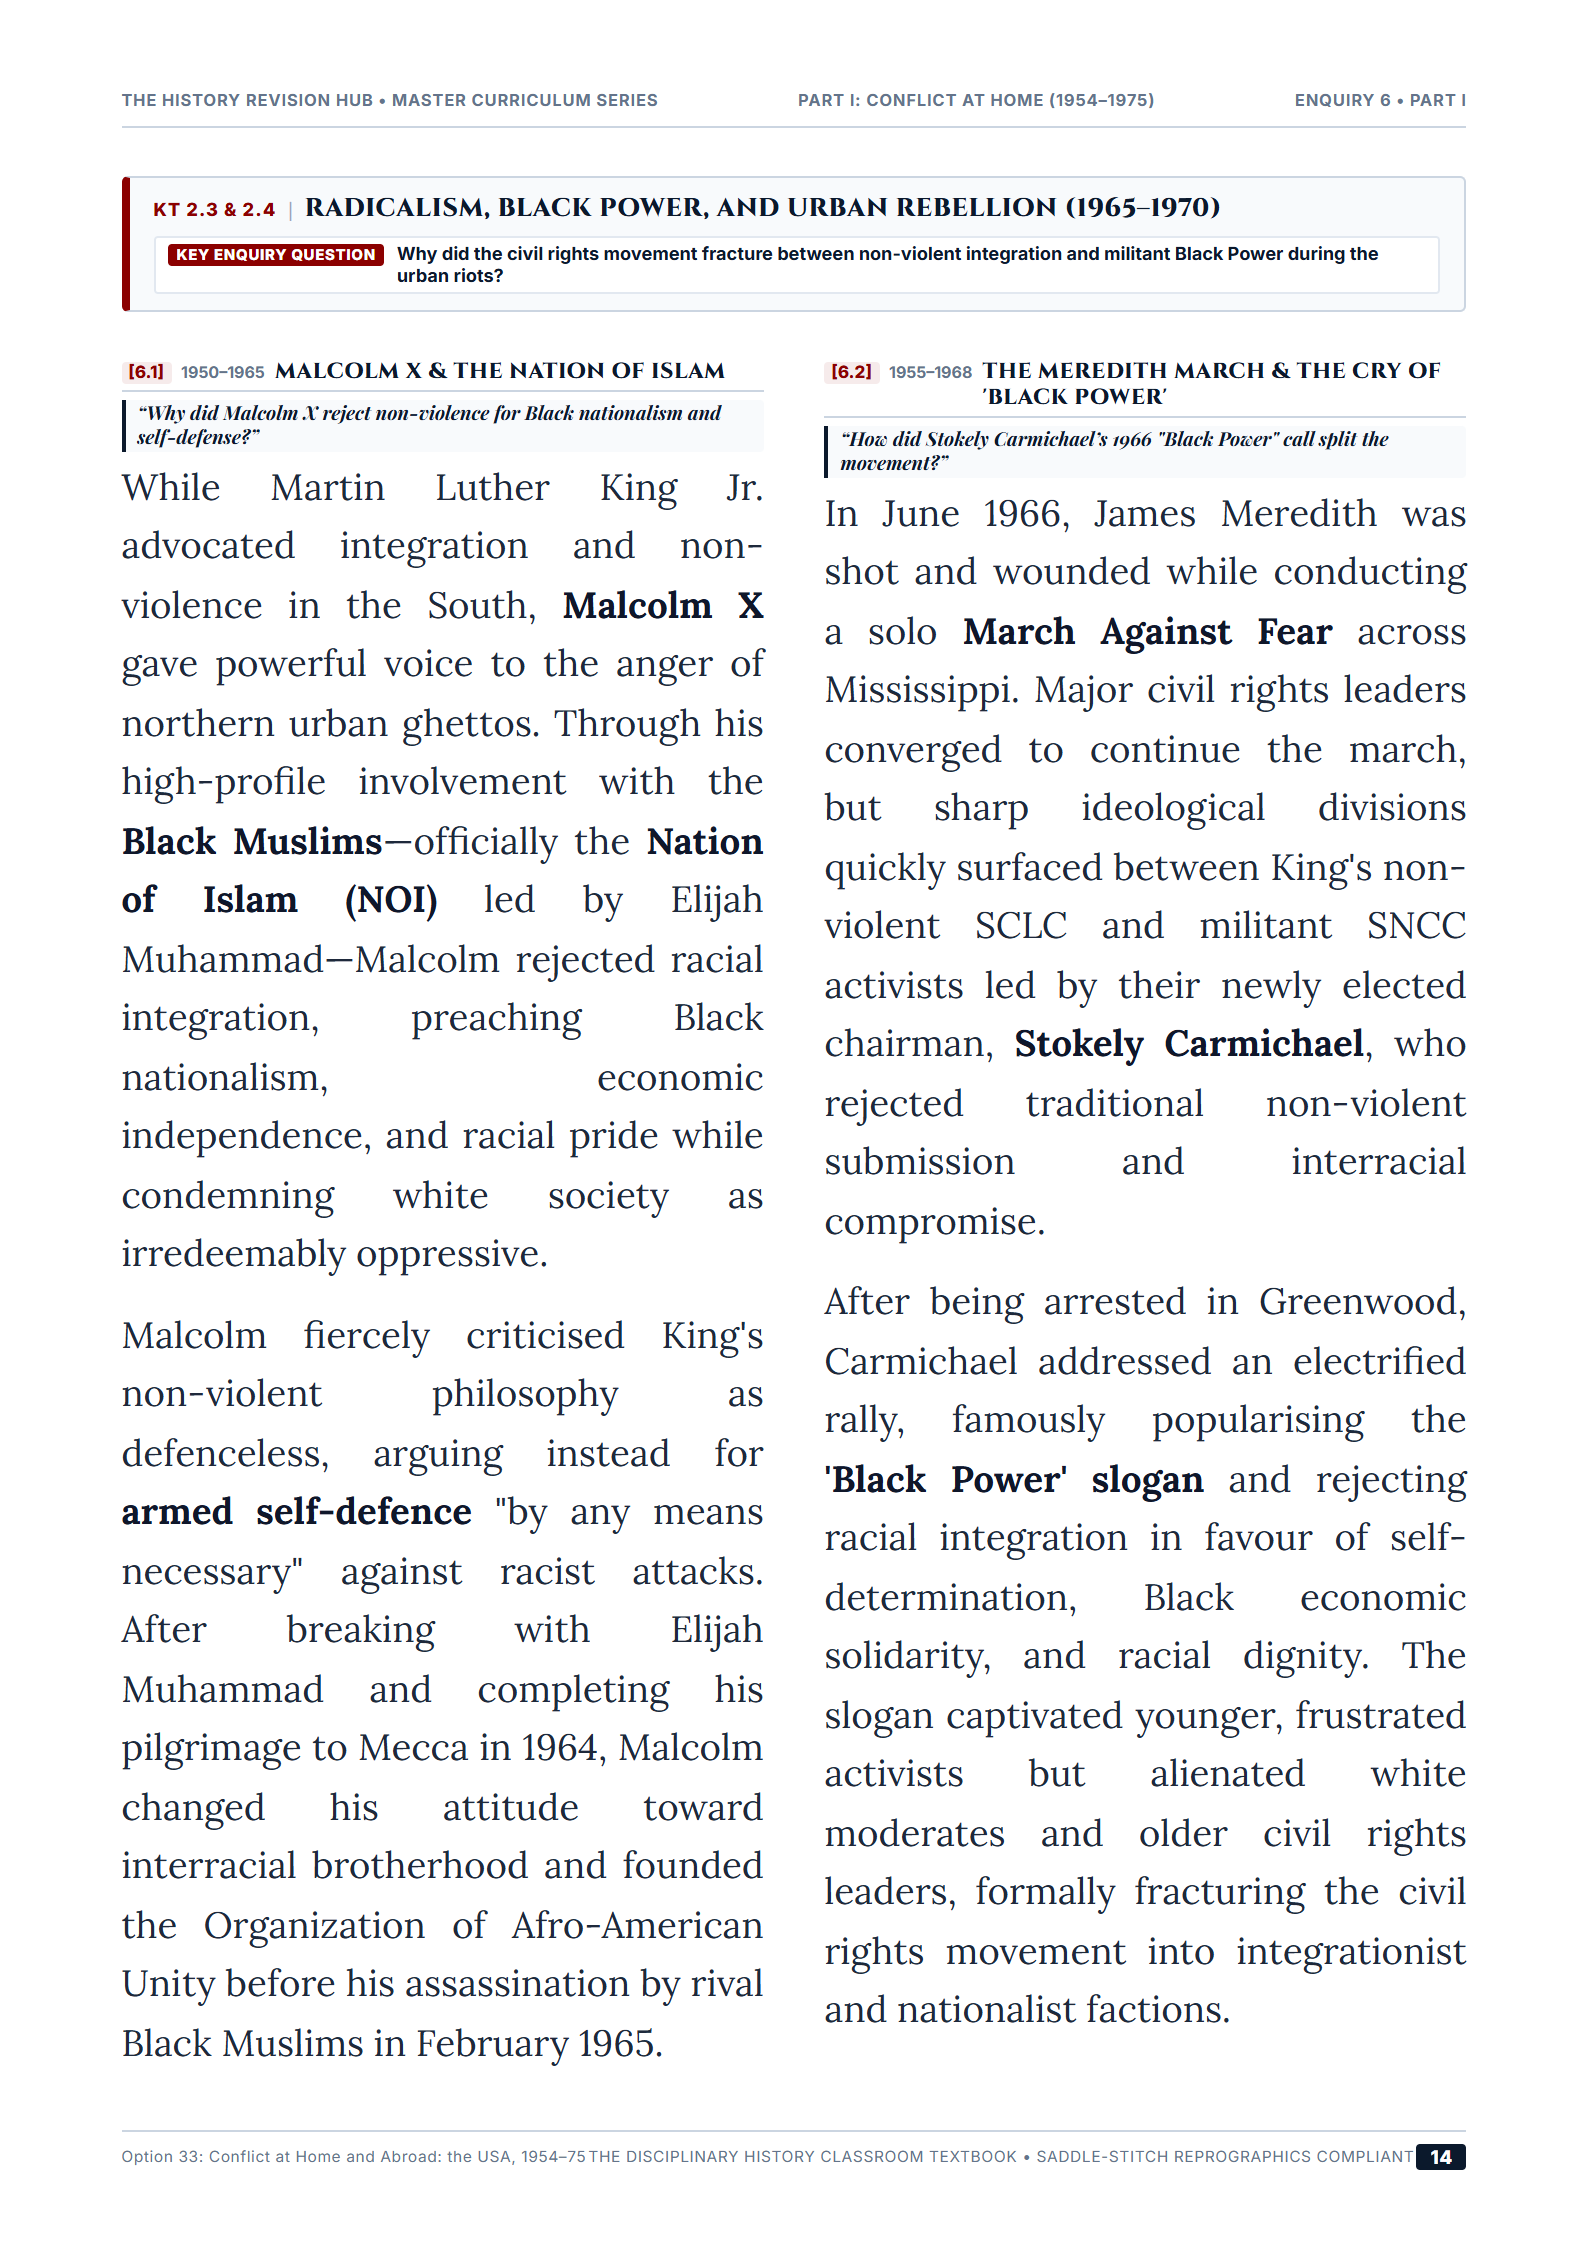 THE HISTORY REVISION HUB • MASTER CURRICULUM SERIES
PART I: CONFLICT AT HOME (1954–1975)
ENQUIRY 6 • PART I
KT 2.3 & 2.4 | RADICALISM, BLACK POWER, AND URBAN REBELLION (1965–1970)
KEY ENQUIRY QUESTION Why did the civil rights movement fracture between non-violent integration and militant Black Power during the
urban riots?
[6.1] 1950–1965 MALCOLM X & THE NATION OF ISLAM
“Why did Malcolm X reject non-violence for Black nationalism and
self-defense?”
While Martin Luther King Jr.
advocated integration and non-
violence in the South, Malcolm X
gave powerful voice to the anger of
northern urban ghettos. Through his
high-profile involvement with the
Black Muslims—officially the Nation
of Islam (NOI) led by Elijah
Muhammad—Malcolm rejected racial
integration, preaching Black
nationalism, economic
independence, and racial pride while
condemning white society as
irredeemably oppressive.
Malcolm fiercely criticised King's
non-violent philosophy as
defenceless, arguing instead for
armed self-defence "by any means
necessary" against racist attacks.
After breaking with Elijah
Muhammad and completing his
pilgrimage to Mecca in 1964, Malcolm
changed his attitude toward
interracial brotherhood and founded
the Organization of Afro-American
Unity before his assassination by rival
Black Muslims in February 1965.
[6.2] 1955–1968 THE MEREDITH MARCH & THE CRY OF
'BLACK POWER'
“How did Stokely Carmichael’s 1966 "Black Power" call split the
movement?”
In June 1966, James Meredith was
shot and wounded while conducting
a solo March Against Fear across
Mississippi. Major civil rights leaders
converged to continue the march,
but sharp ideological divisions
quickly surfaced between King's non-
violent SCLC and militant SNCC
activists led by their newly elected
chairman, Stokely Carmichael, who
rejected traditional non-violent
submission and interracial
compromise.
After being arrested in Greenwood,
Carmichael addressed an electrified
rally, famously popularising the
'Black Power' slogan and rejecting
racial integration in favour of self-
determination, Black economic
solidarity, and racial dignity. The
slogan captivated younger, frustrated
activists but alienated white
moderates and older civil rights
leaders, formally fracturing the civil
rights movement into integrationist
and nationalist factions.
Option 33: Conflict at Home and Abroad: the USA, 1954–75
THE DISCIPLINARY HISTORY CLASSROOM TEXTBOOK • SADDLE-STITCH REPROGRAPHICS COMPLIANT
14